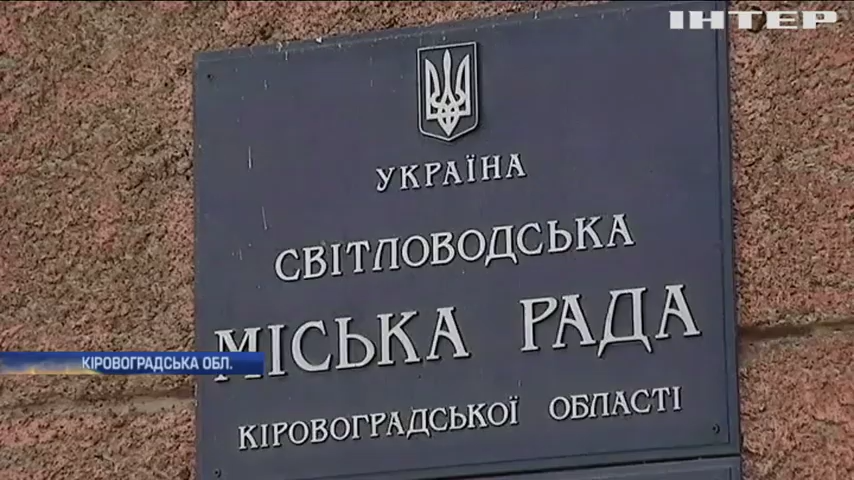 ІНТЕР
УКРАЇНА
СВІТЛОВОДСЬКА
МІСЬКА РАДА
КІРОВОГРАДСЬКА ОБЛ.
КІРОВОГРАДСЬКОЇ ОБЛАСТІ